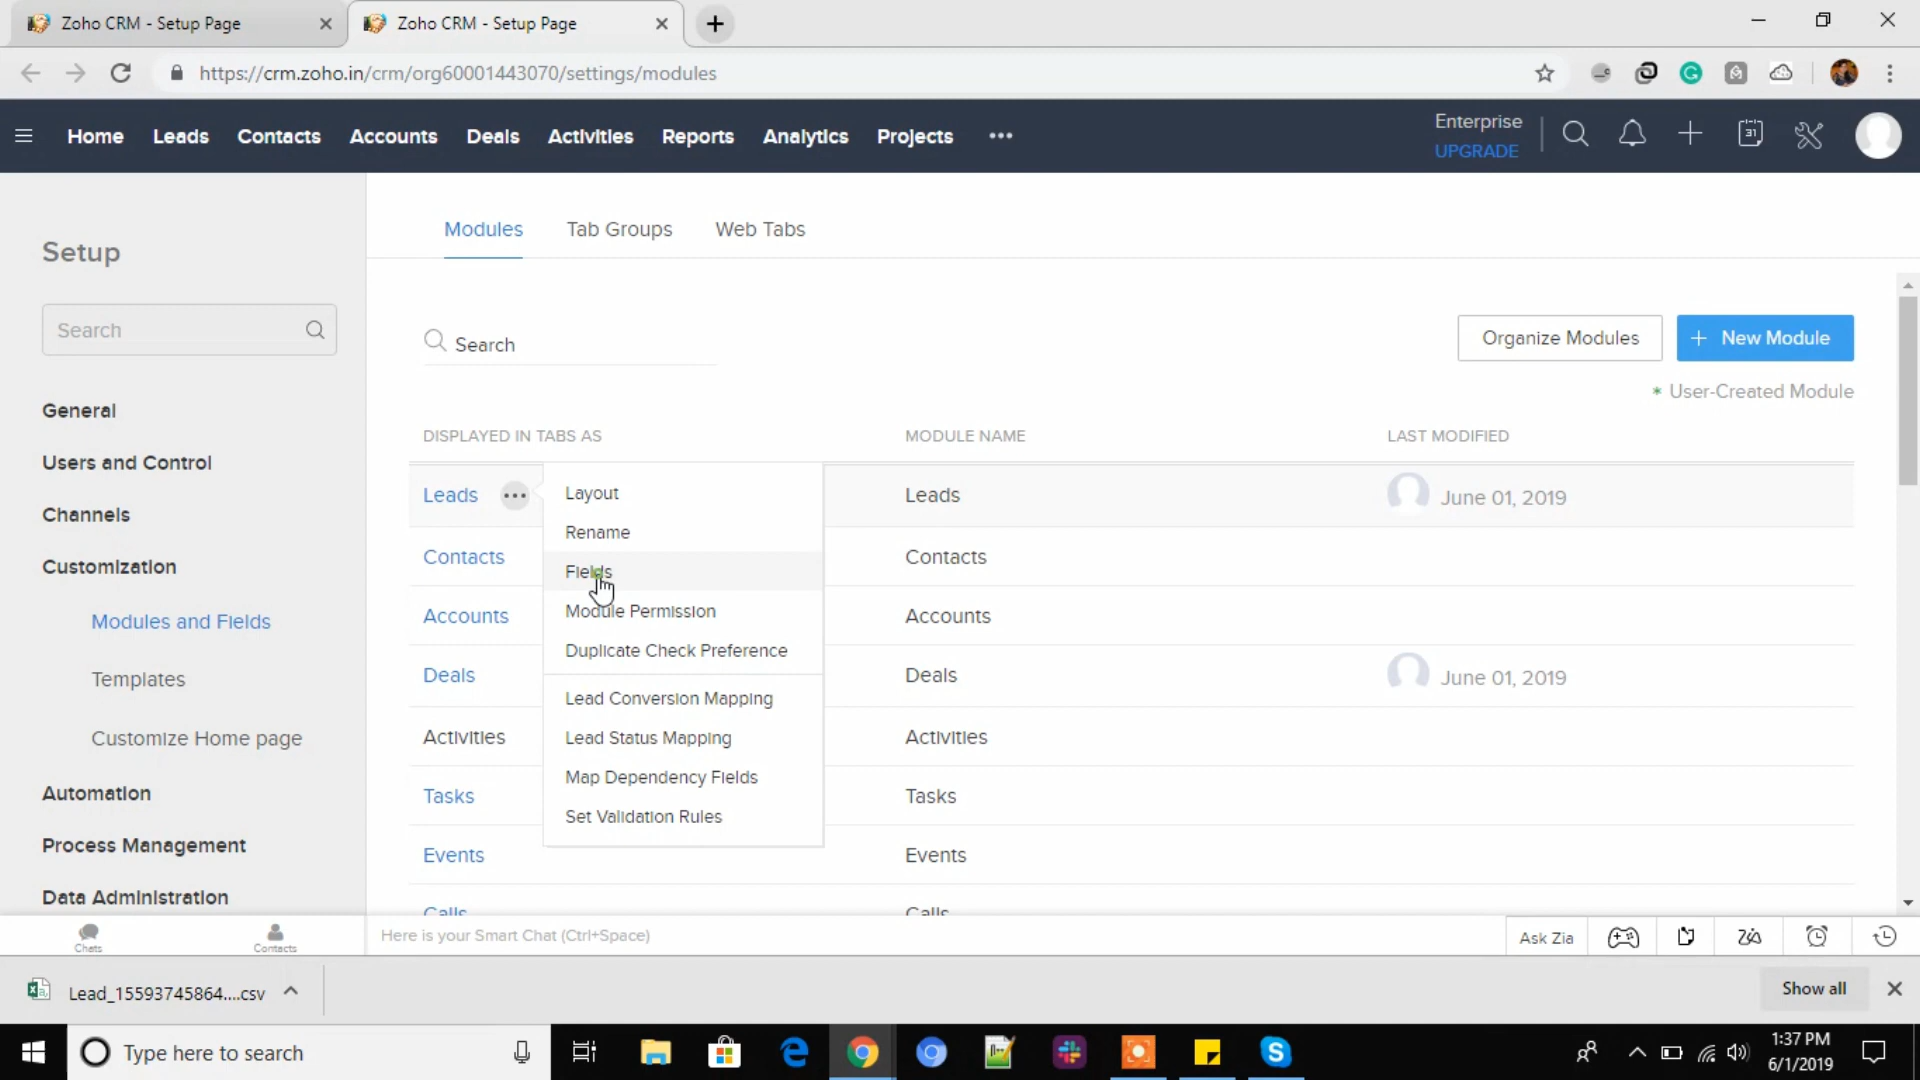 Zoho CRM - Setup Page
Zoho CRM - Setup Page
https://crm.zoho.in/crm/org60001443070/settings/modules
Home Leads Contacts Accounts Deals Activities Reports Analytics Projects
Enterprise
UPGRADE
31
Setup
Search
General
Users and Control
Channels
Customization
Modules and Fields
Templates
Customize Home page
Automation
Process Management
Data Administration
Chats
Contacts
Modules Tab Groups Web Tabs
Search
Organize Modules
+ New Module
* User-Created Module
DISPLAYED IN TABS AS MODULE NAME LAST MODIFIED
Leads Leads June 01, 2019
Contacts Contacts
Accounts Accounts
Deals Deals June 01, 2019
Activities Activities
Tasks Tasks
Events Events
Calls Calls
Layout
Rename
Fields
Module Permission
Duplicate Check Preference
Lead Conversion Mapping
Lead Status Mapping
Map Dependency Fields
Set Validation Rules
Here is your Smart Chat (Ctrl+Space)
Ask Zia
Lead_15593745864....csv
Show all
Type here to search
1:37 PM
6/1/2019